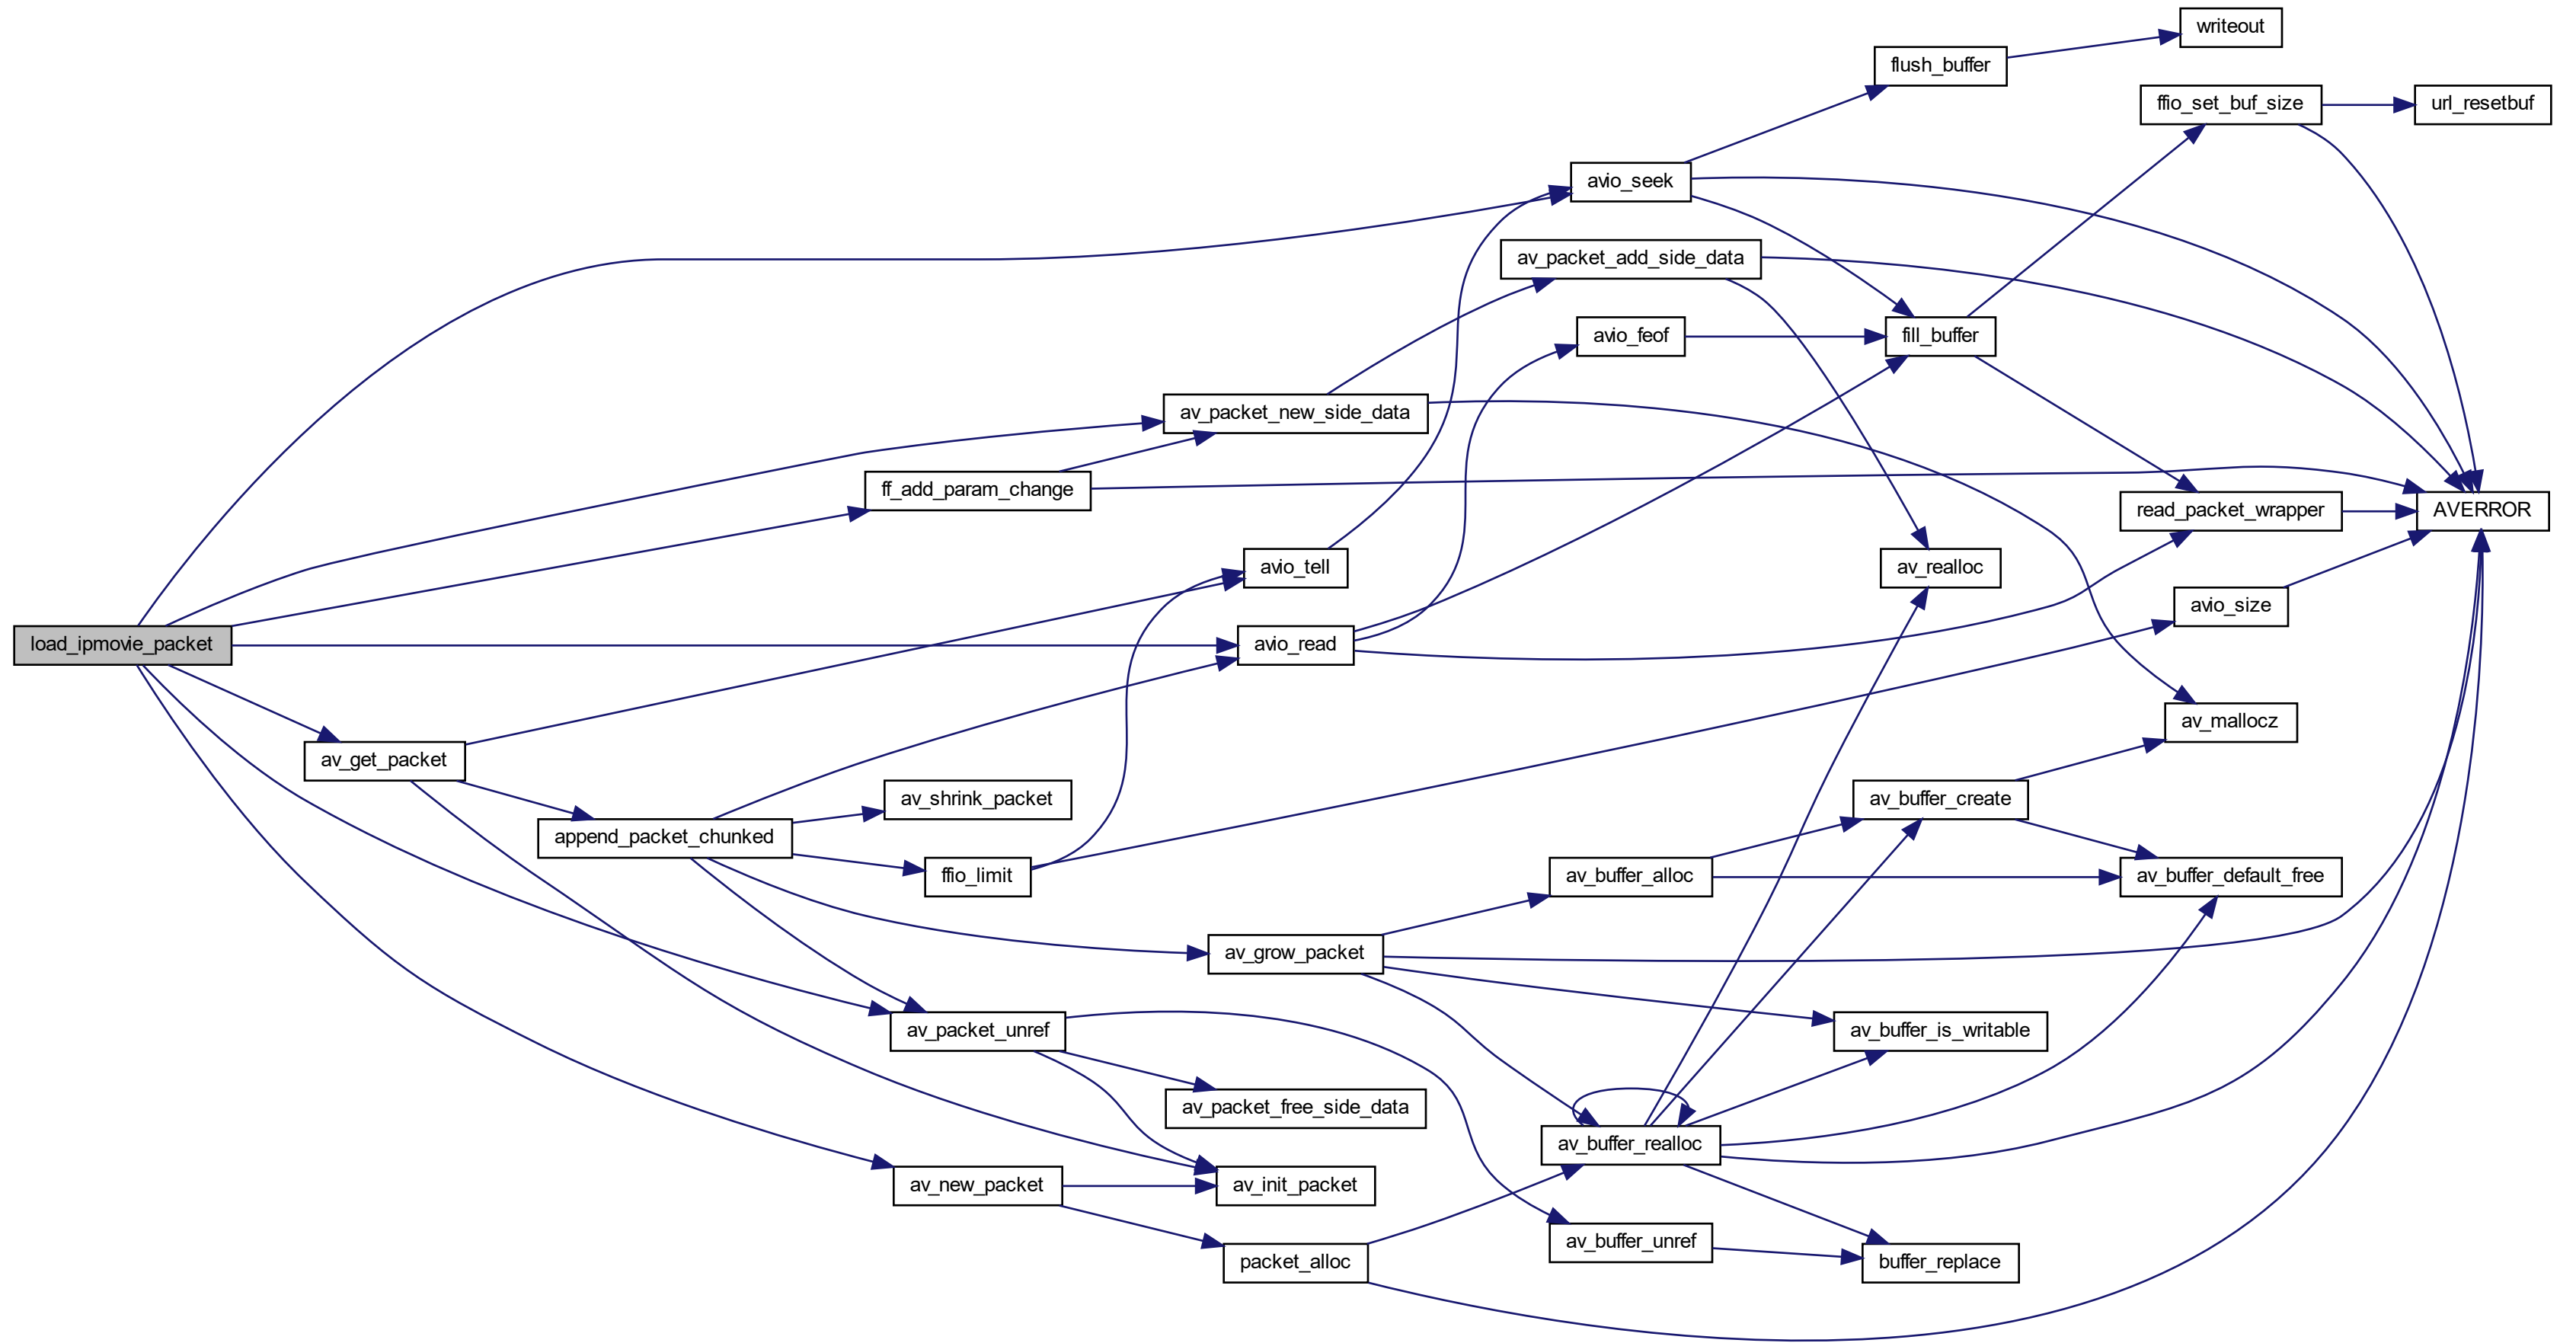 writeout
flush_buffer
ffio_set_buf_size
url_resetbuf
avio_seek
av_packet_add_side_data
avio_feof
fill_buffer
av_packet_new_side_data
ff_add_param_change
read_packet_wrapper
AVERROR
avio_tell
av_realloc
avio_size
load_ipmovie_packet
avio_read
av_mallocz
av_get_packet
av_shrink_packet
av_buffer_create
append_packet_chunked
ffio_limit
av_buffer_alloc
av_buffer_default_free
av_grow_packet
av_packet_unref
av_buffer_is_writable
av_packet_free_side_data
av_buffer_realloc
av_new_packet
av_init_packet
av_buffer_unref
packet_alloc
buffer_replace